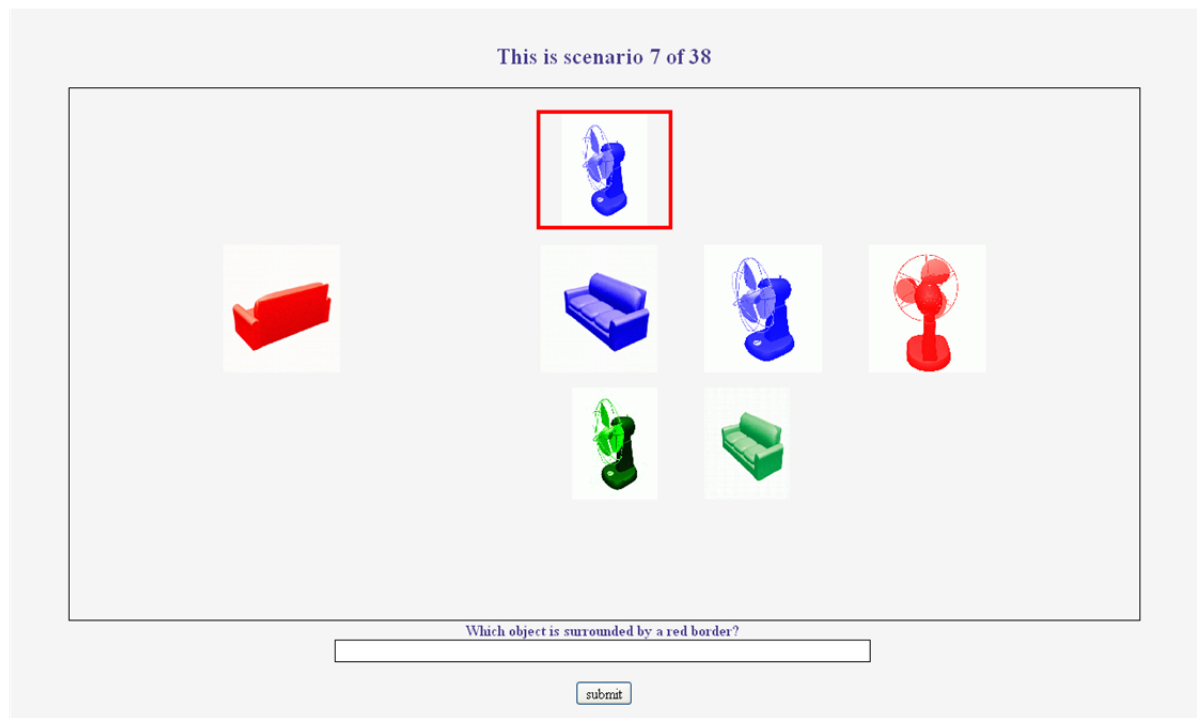 This is scenario 7 of 38
Which object is surrounded by a red border?
submit